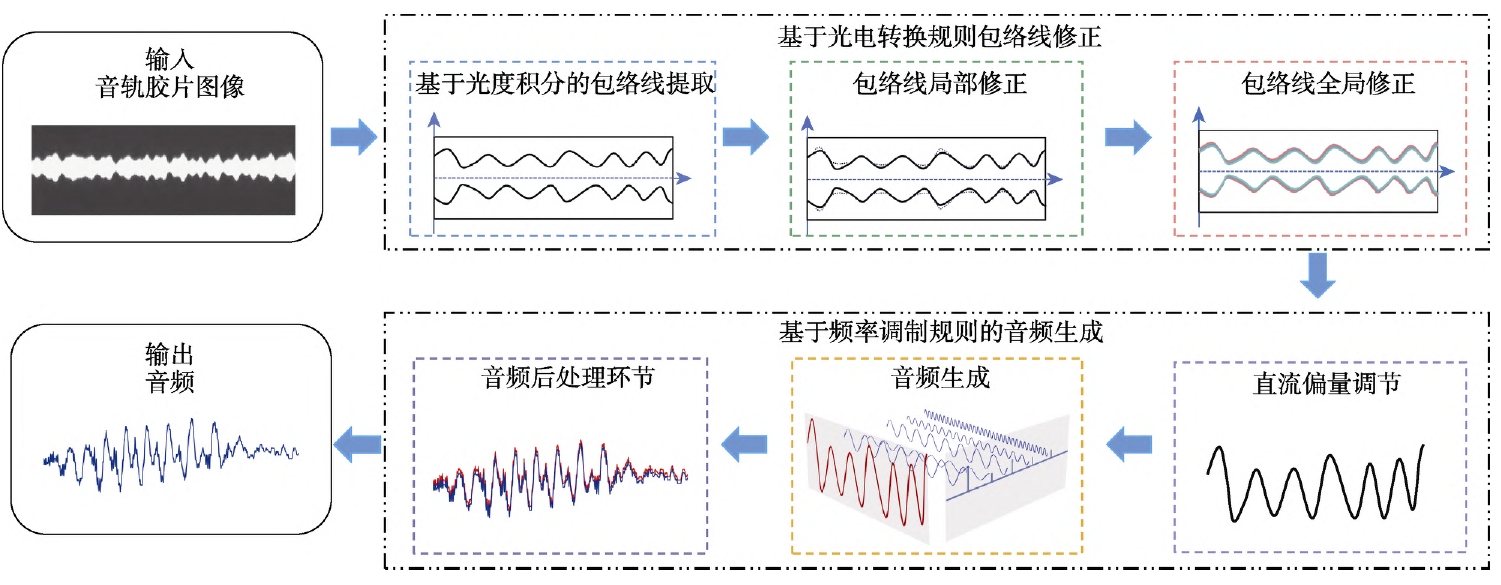 输入
音轨胶片图像
基于光电转换规则包络线修正
基于光度积分的包络线提取
包络线局部修正
包络线全局修正
基于频率调制规则的音频生成
直流偏量调节
音频生成
音频后处理环节
输出
音频